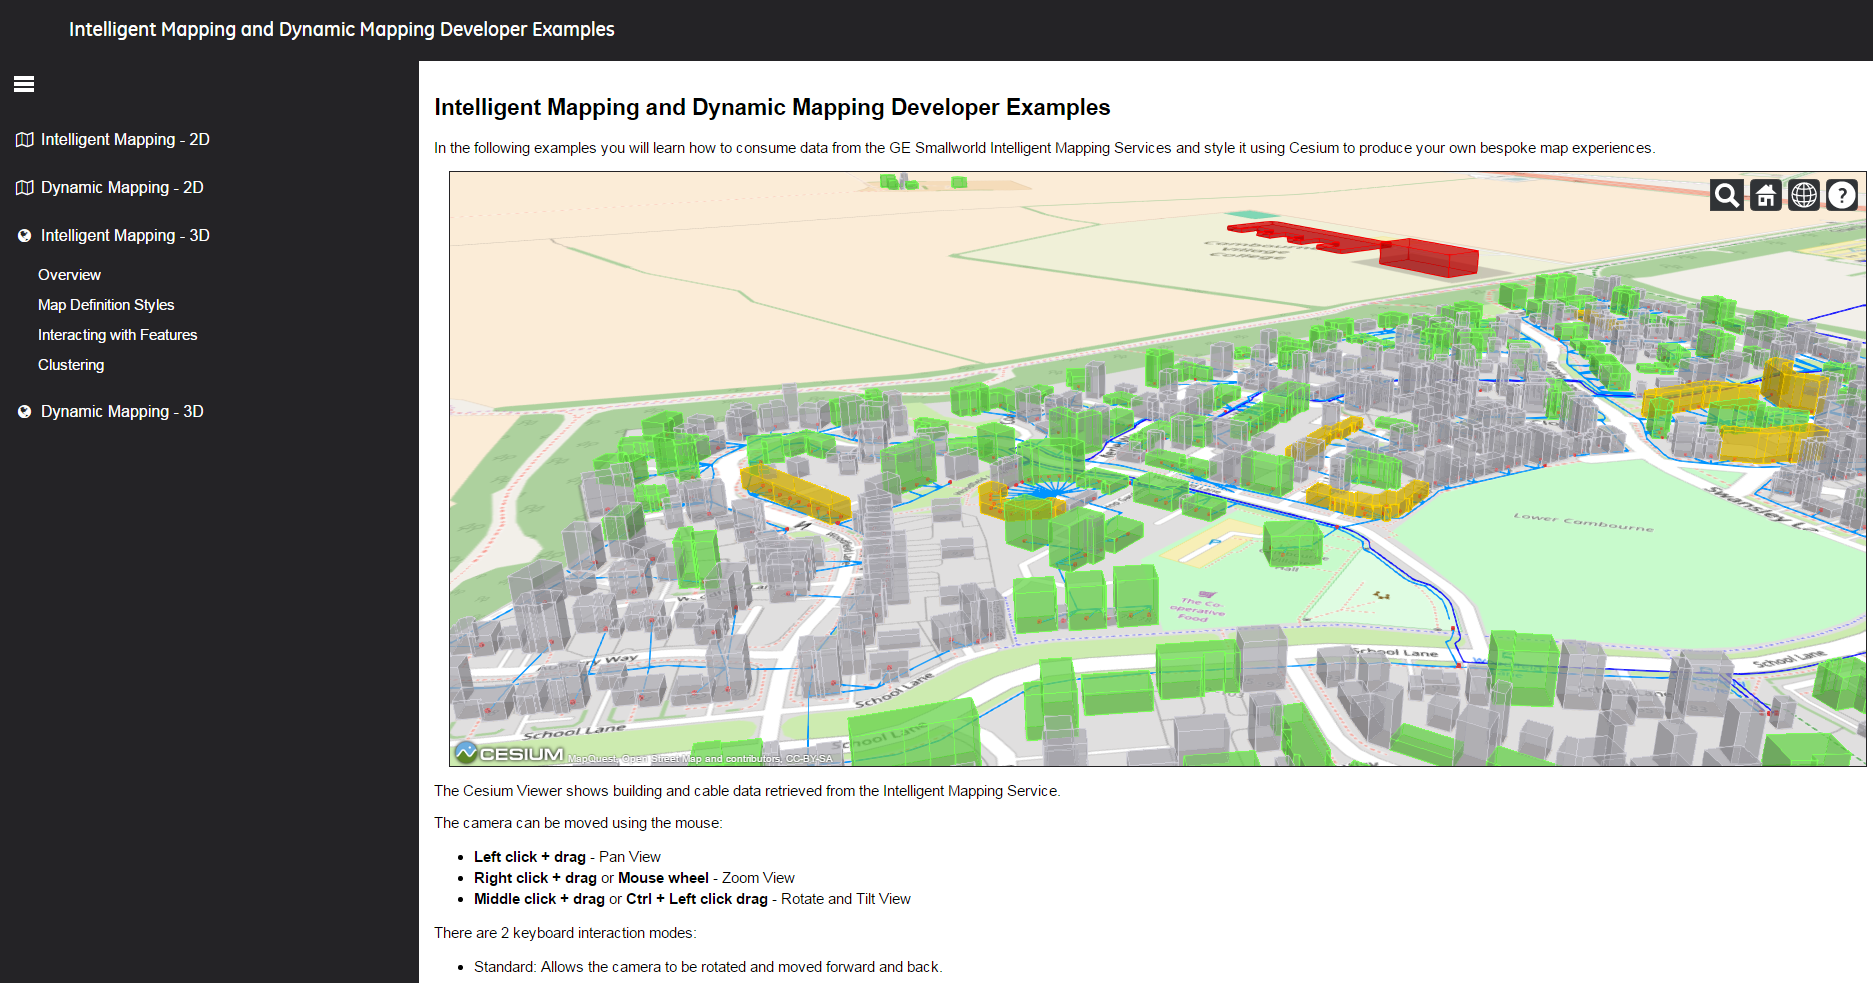 Intelligent Mapping and Dynamic Mapping Developer Examples
Intelligent Mapping - 2D
Dynamic Mapping - 2D
Intelligent Mapping - 3D
Overview
Map Definition Styles
Interacting with Features
Clustering
Dynamic Mapping - 3D
Intelligent Mapping and Dynamic Mapping Developer Examples
In the following examples you will learn how to consume data from the GE Smallworld Intelligent Mapping Services and style it using Cesium to produce your own bespoke map experiences.
?
Village
College
Swansley La
Lower Cambourne
P
The Co-
operative
Food
School Lane
School Lane
School Lane
School Lane
School Lane
CESIUM
MapQuest, Open Street Map and contributors, CC-BY-SA
The Cesium Viewer shows building and cable data retrieved from the Intelligent Mapping Service.
The camera can be moved using the mouse:
• Left click + drag - Pan View
• Right click + drag or Mouse wheel - Zoom View
• Middle click + drag or Ctrl + Left click drag - Rotate and Tilt View
There are 2 keyboard interaction modes:
• Standard: Allows the camera to be rotated and moved forward and back.